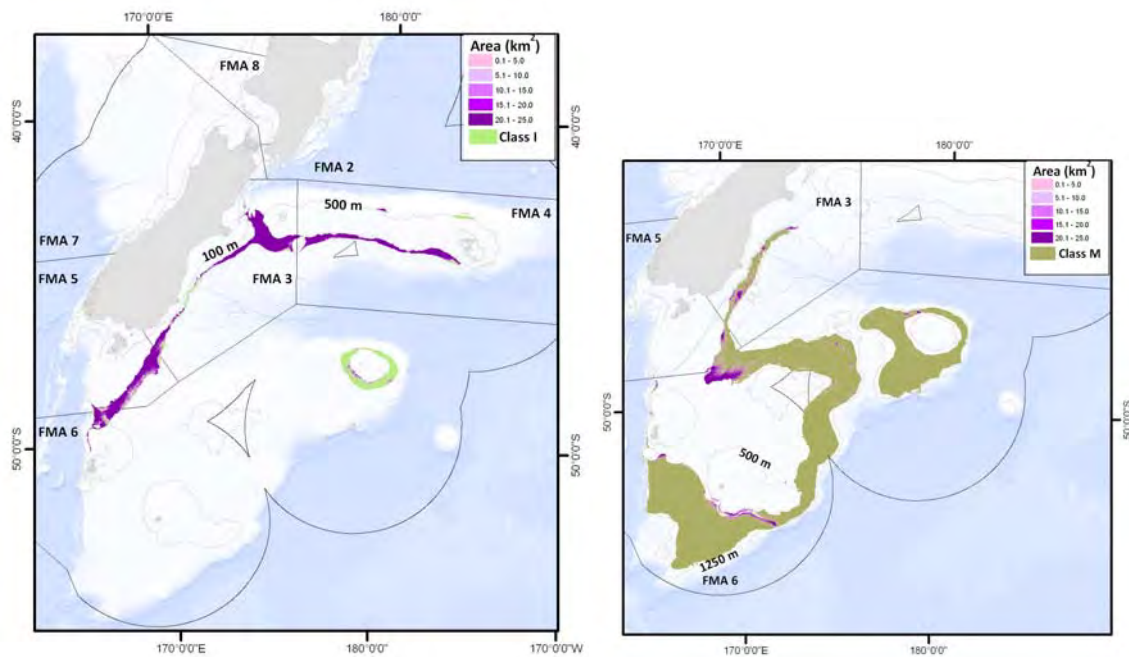 170°0'0"E
180°0'0"
FMA 8
Area (km²)
0.1 - 5.0
5.1 - 10.0
10.1 - 15.0
15.1 - 20.0
20.1 - 25.0
Class I
40°0'0"S
40°0'0"S
FMA 2
500 m
FMA 4
FMA 7
100 m
FMA 3
FMA 5
FMA 6
50°0'0"S
50°0'0"S
170°0'0"E
180°0'0"
170°0'0"W
170°0'0"E
180°0'0"
Area (km²)
0.1 - 5.0
5.1 - 10.0
10.1 - 15.0
15.1 - 20.0
20.1 - 25.0
Class M
FMA 3
FMA 5
50°0'0"S
50°0'0"S
500 m
1250 m
FMA 6
170°0'0"E
180°0'0"